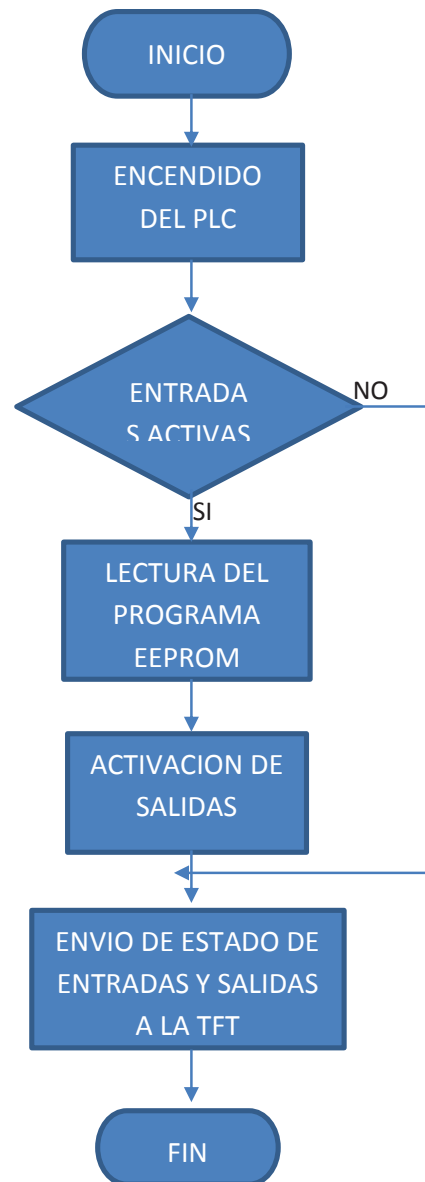 INICIO
ENCENDIDO
DEL PLC
ENTRADA
S ACTIVAS
NO
SI
LECTURA DEL
PROGRAMA
EEPROM
ACTIVACION DE
SALIDAS
ENVIO DE ESTADO DE
ENTRADAS Y SALIDAS
A LA TFT
FIN